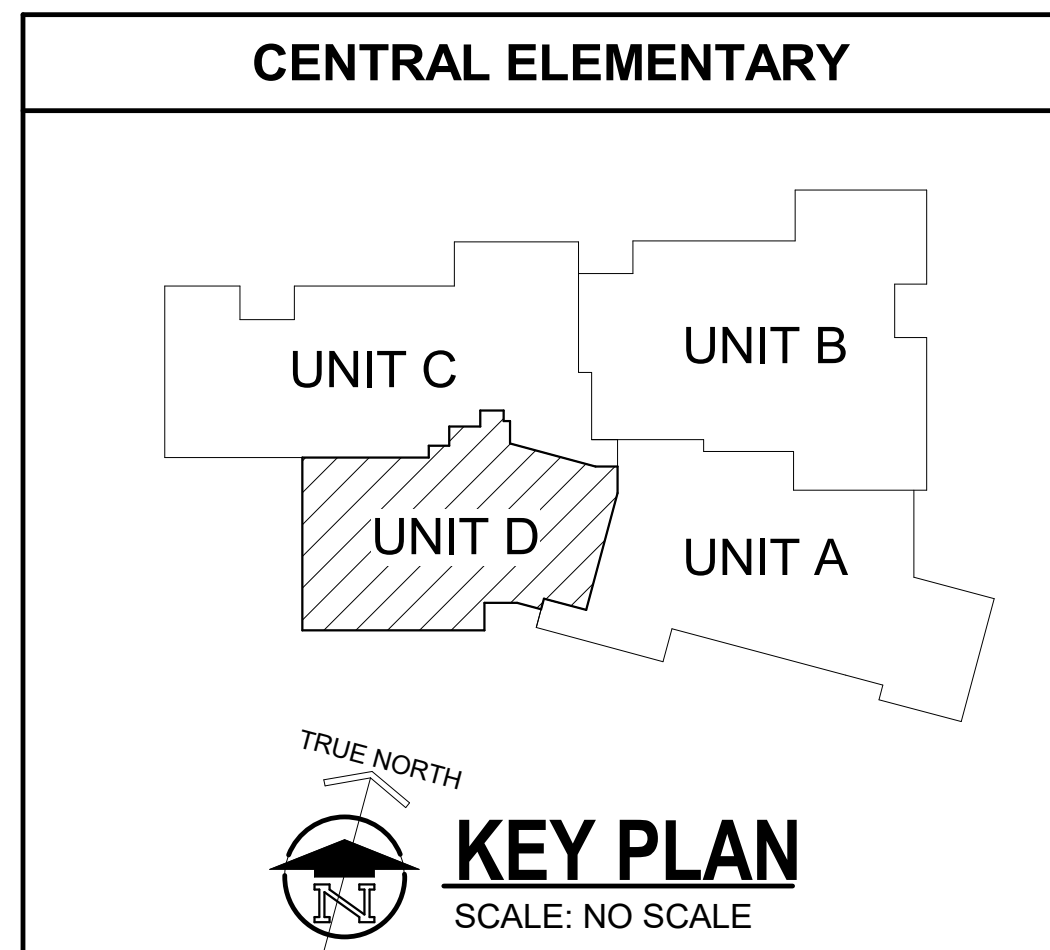 CENTRAL ELEMENTARY
UNIT B
UNIT C
UNIT D
UNIT A
TRUE NORTH
N
KEY PLAN
SCALE: NO SCALE